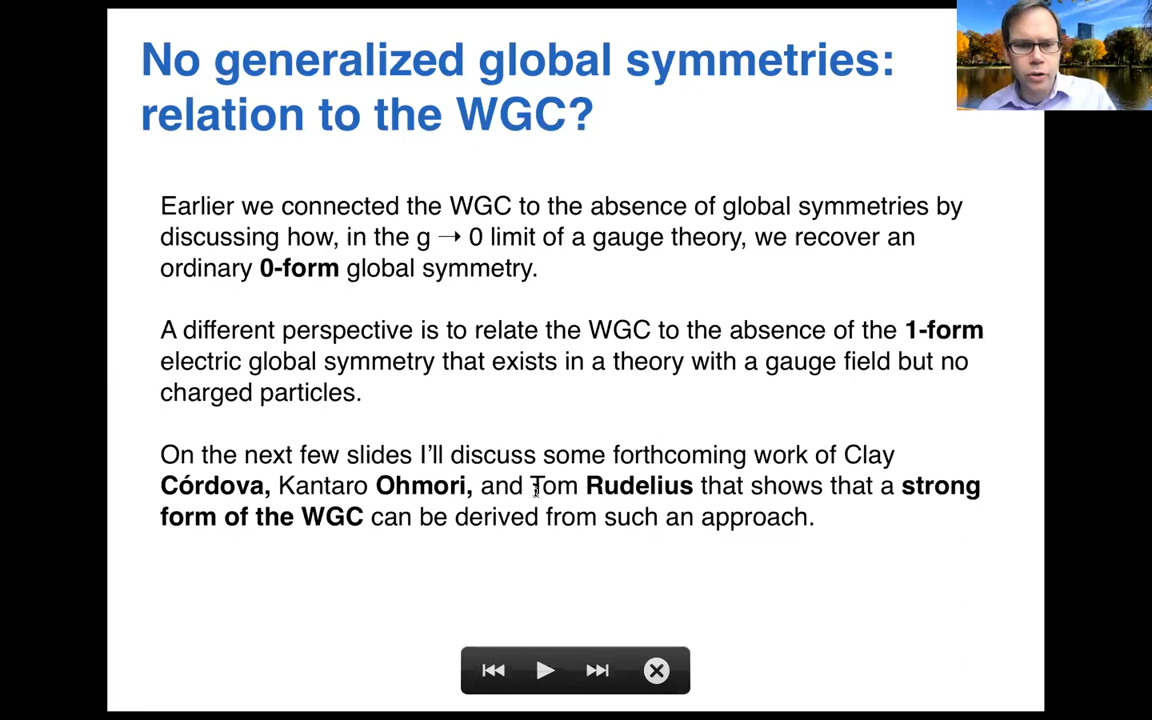 No generalized global symmetries:
relation to the WGC?
Earlier we connected the WGC to the absence of global symmetries by
discussing how, in the g → 0 limit of a gauge theory, we recover an
ordinary 0-form global symmetry.
A different perspective is to relate the WGC to the absence of the 1-form
electric global symmetry that exists in a theory with a gauge field but no
charged particles.
On the next few slides I’ll discuss some forthcoming work of Clay
Córdova, Kantaro Ohmori, and Tom Rudelius that shows that a strong
form of the WGC can be derived from such an approach.